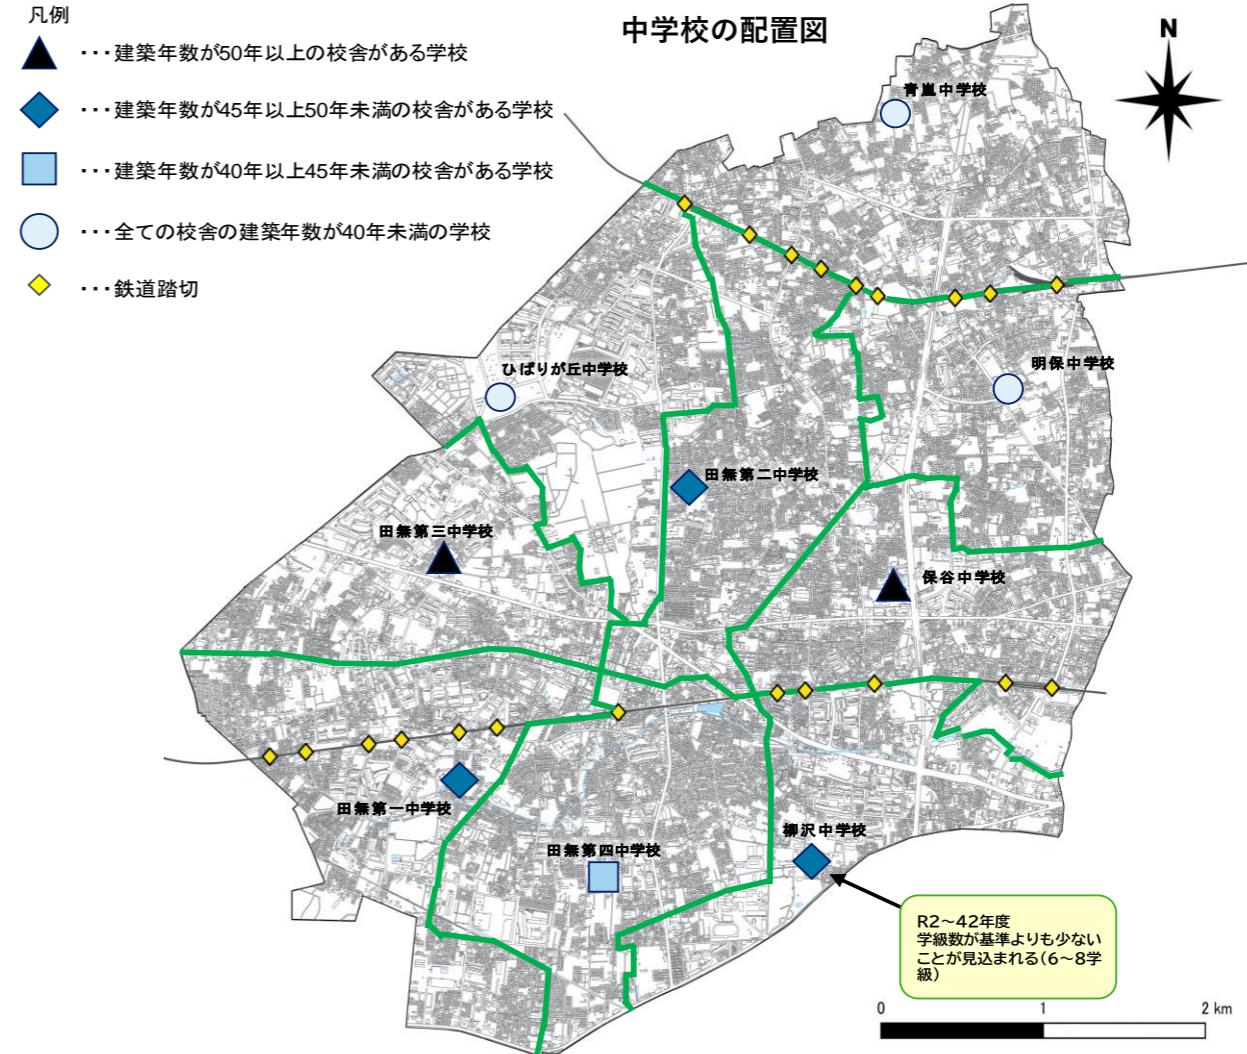 凡例
中学校の配置図
・・・建築年数が50年以上の校舎がある学校
・・・建築年数が45年以上50年未満の校舎がある学校
・・・建築年数が40年以上45年未満の校舎がある学校
・・・全ての校舎の建築年数が40年未満の学校
・・・鉄道踏切
N
青嵐中学校
ひばりが丘中学校
明保中学校
田無第二中学校
田無第三中学校
保谷中学校
田無第一中学校
柳沢中学校
田無第四中学校
R2～42年度
学級数が基準よりも少ない
ことが見込まれる(6～8学
級)
0 1 2 km